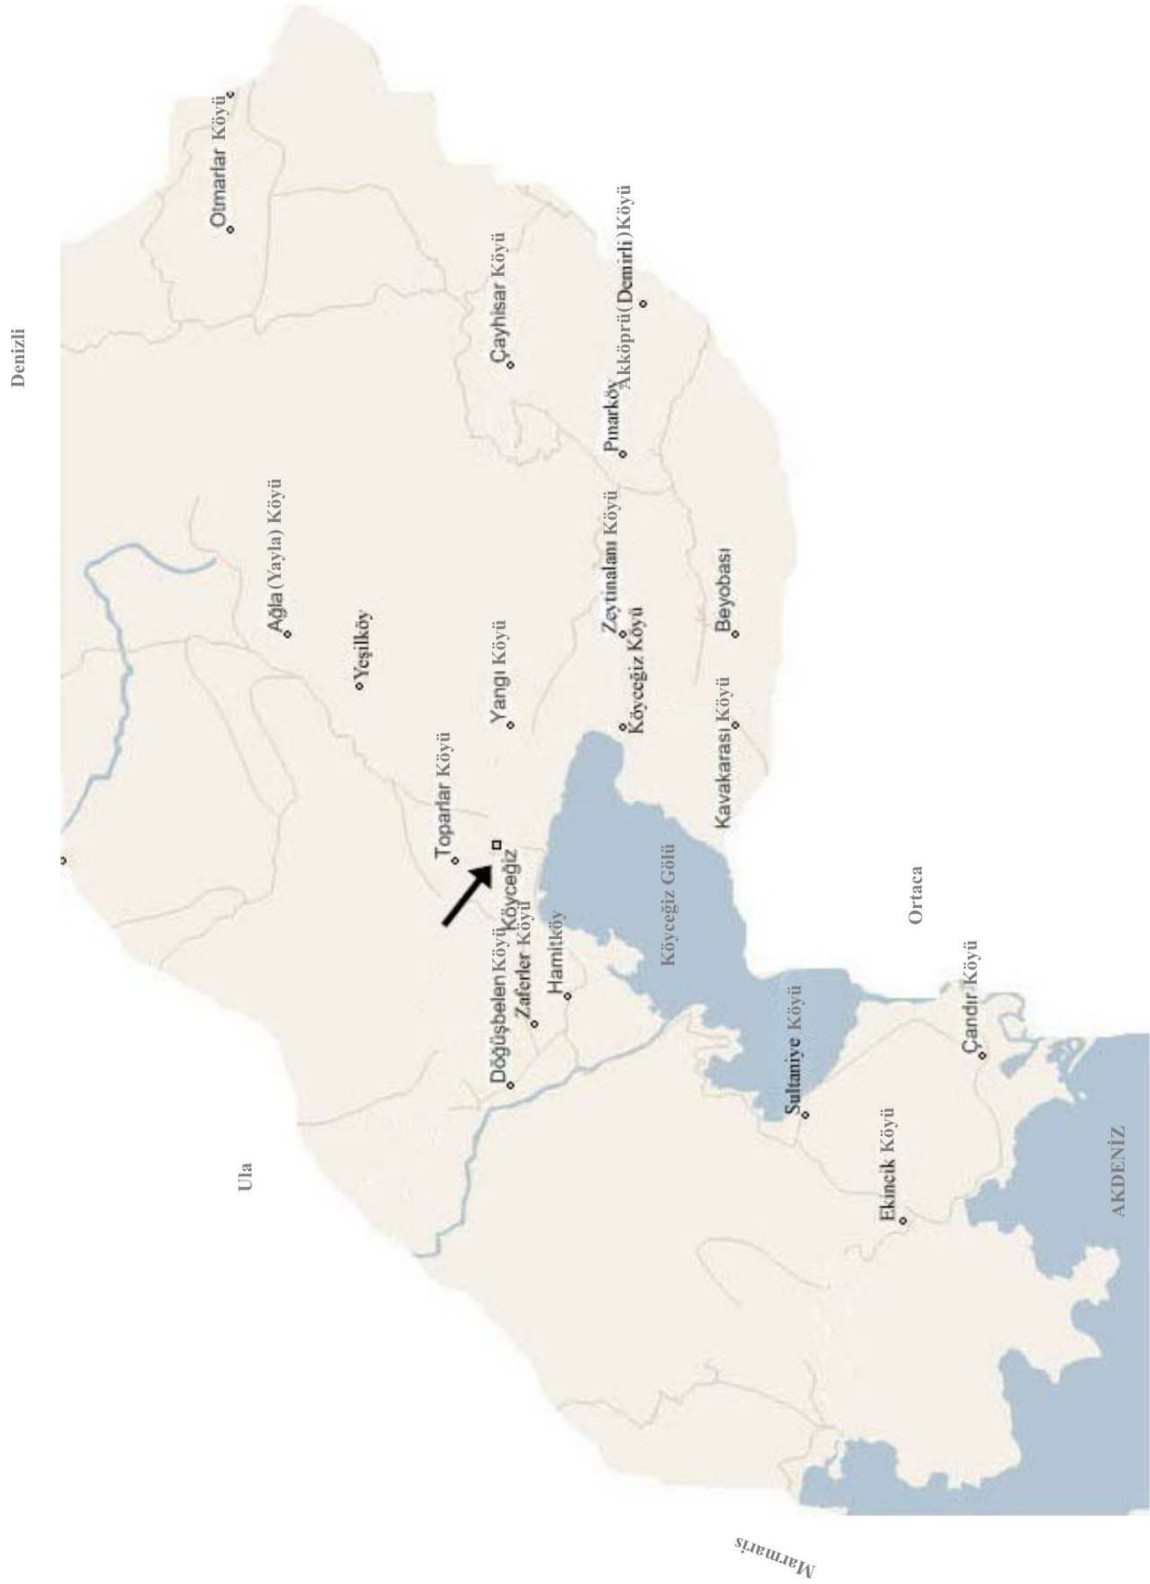 Denizli
Otmarlar Köyü
Ula
Ağla (Yayla) Köyü
Yeşilköy
Toparlar Köyü
Döğüşbelen Köyü
Yangı Köyü
Çayhisar Köyü
Köyceğiz
Zaferler Köyü
Hamitköy
Zeytinalanı Köyü
Pınarköy
Akköprü(Demirli)Köyü
Köyceğiz Köyü
Köyceğiz Gölü
Kavakarası Köyü
Beyobası
Marmaris
Sultaniye Köyü
Ekincik Köyü
Ortaca
Çandır Köyü
AKDENİZ